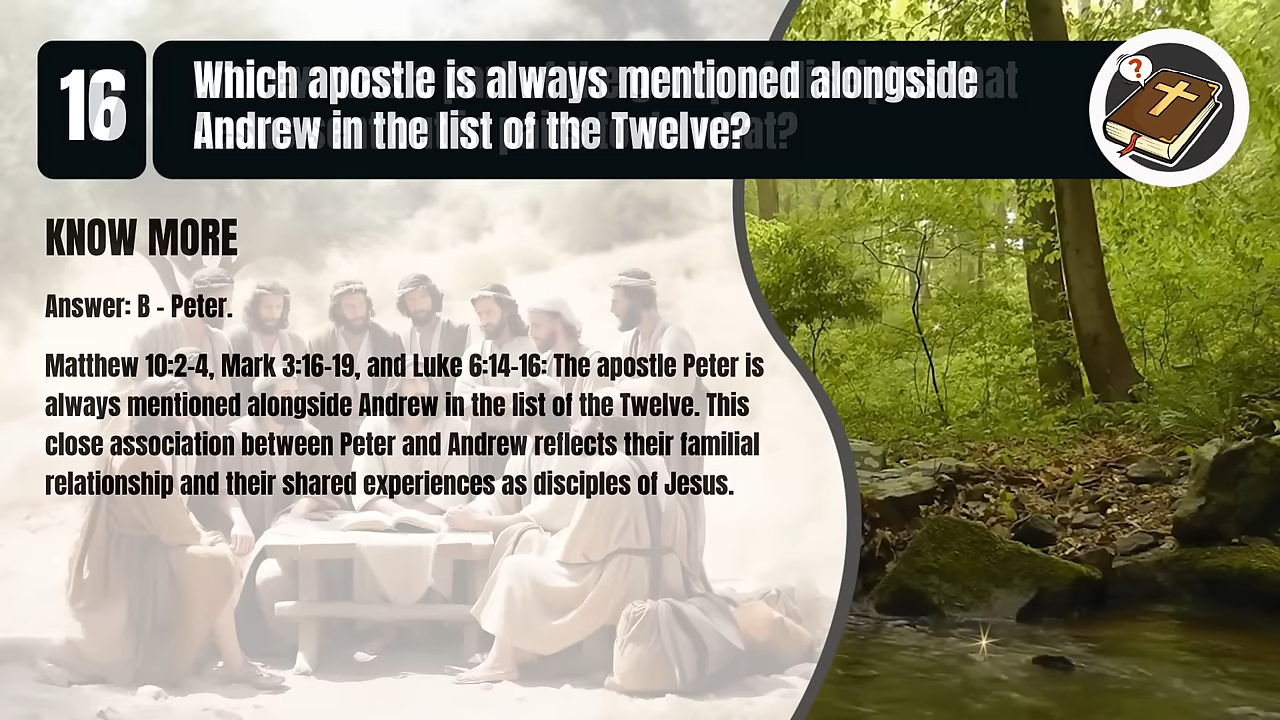 16
Which apostle is always mentioned alongside
Andrew in the list of the Twelve?
?
KNOW MORE
Answer: B - Peter.
Matthew 10:2-4, Mark 3:16-19, and Luke 6:14-16: The apostle Peter is
always mentioned alongside Andrew in the list of the Twelve. This
close association between Peter and Andrew reflects their familial
relationship and their shared experiences as disciples of Jesus.